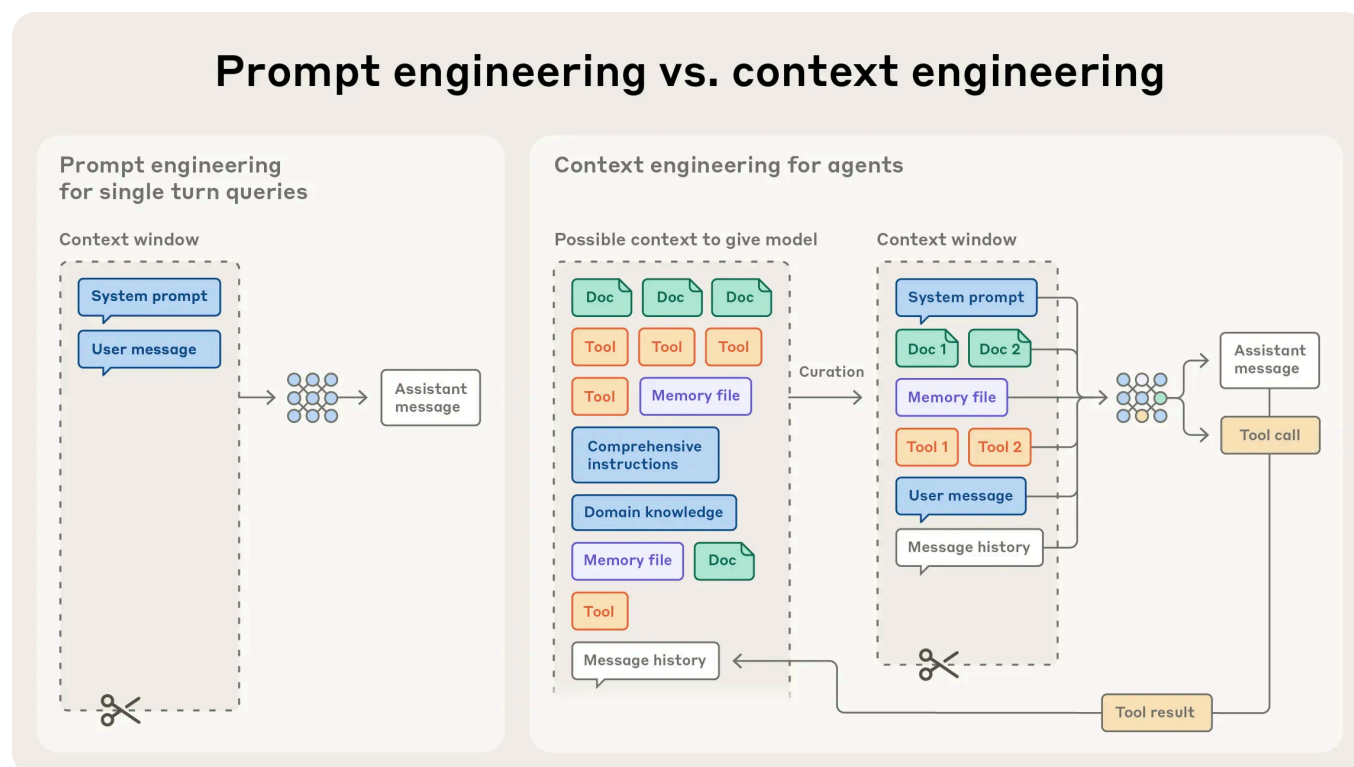 Prompt engineering vs. context engineering
Prompt engineering
for single turn queries
Context window
System prompt
User message
Assistant
message
Context engineering for agents
Possible context to give model
Doc Doc Doc
Tool Tool Tool
Tool Memory file
Comprehensive
instructions
Domain knowledge
Memory file Doc
Tool
Message history
Curation
Context window
System prompt
Doc 1 Doc 2
Memory file
Tool 1 Tool 2
User message
Message history
Assistant
message
Tool call
Tool result